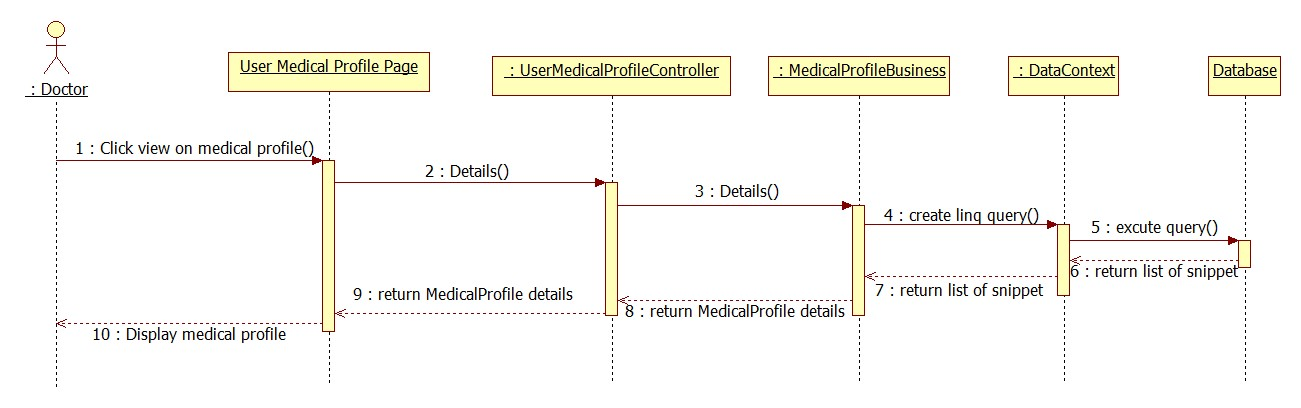 : Doctor
User Medical Profile Page
: UserMedicalProfileController
: MedicalProfileBusiness
: DataContext
Database
1 : Click view on medical profile()
2 : Details()
3 : Details()
4 : create linq query()
5 : excute query()
6 : return list of snippet
7 : return list of snippet
8 : return MedicalProfile details
9 : return MedicalProfile details
10 : Display medical profile